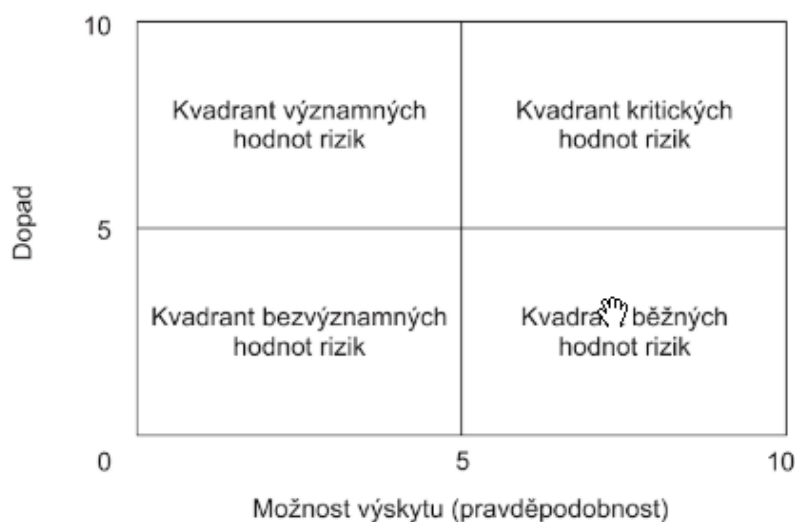 10
Kvadrant významných
hodnot rizik
Kvadrant kritických
hodnot rizik
Dopad
5
Kvadrant bezvýznamných
hodnot rizik
běžných
hodnot rizik
0
5
10
Možnost výskytu (pravděpodobnost)